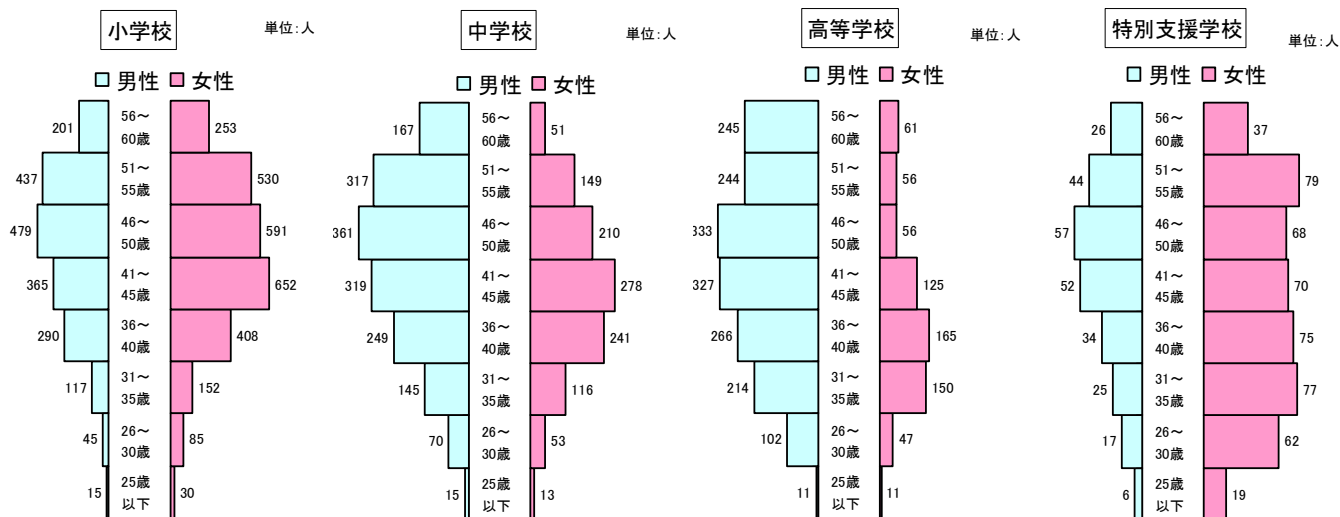 小学校
単位：人
男性 女性
201 56～60歳 253
437 51～55歳 530
479 46～50歳 591
365 41～45歳 652
290 36～40歳 408
117 31～35歳 152
45 26～30歳 85
15 25歳以下 30
中学校
単位：人
男性 女性
167 56～60歳 51
317 51～55歳 149
361 46～50歳 210
319 41～45歳 278
249 36～40歳 241
145 31～35歳 116
70 26～30歳 53
15 25歳以下 13
高等学校
単位：人
男性 女性
245 56～60歳 61
244 51～55歳 56
333 46～50歳 56
327 41～45歳 125
266 36～40歳 165
214 31～35歳 150
102 26～30歳 47
11 25歳以下 11
特別支援学校
単位：人
男性 女性
26 56～60歳 37
44 51～55歳 79
57 46～50歳 68
52 41～45歳 70
34 36～40歳 75
25 31～35歳 77
17 26～30歳 62
6 25歳以下 19